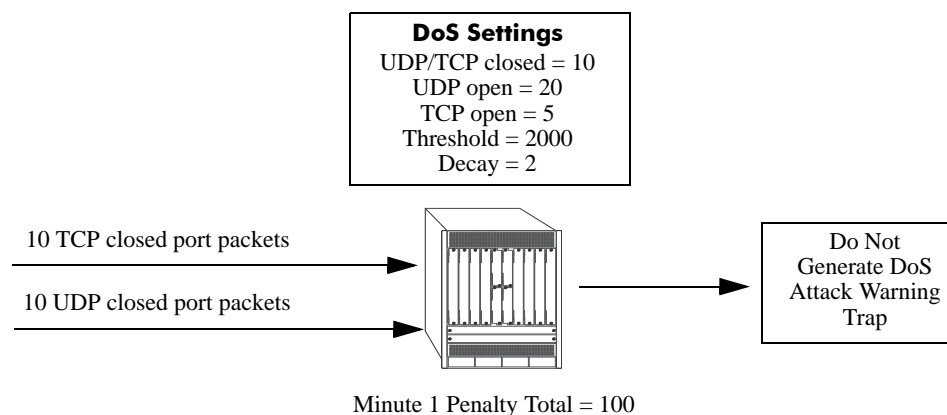 DoS Settings
UDP/TCP closed = 10
UDP open = 20
TCP open = 5
Threshold = 2000
Decay = 2
10 TCP closed port packets
10 UDP closed port packets
Do Not
Generate DoS
Attack Warning
Trap
Minute 1 Penalty Total = 100